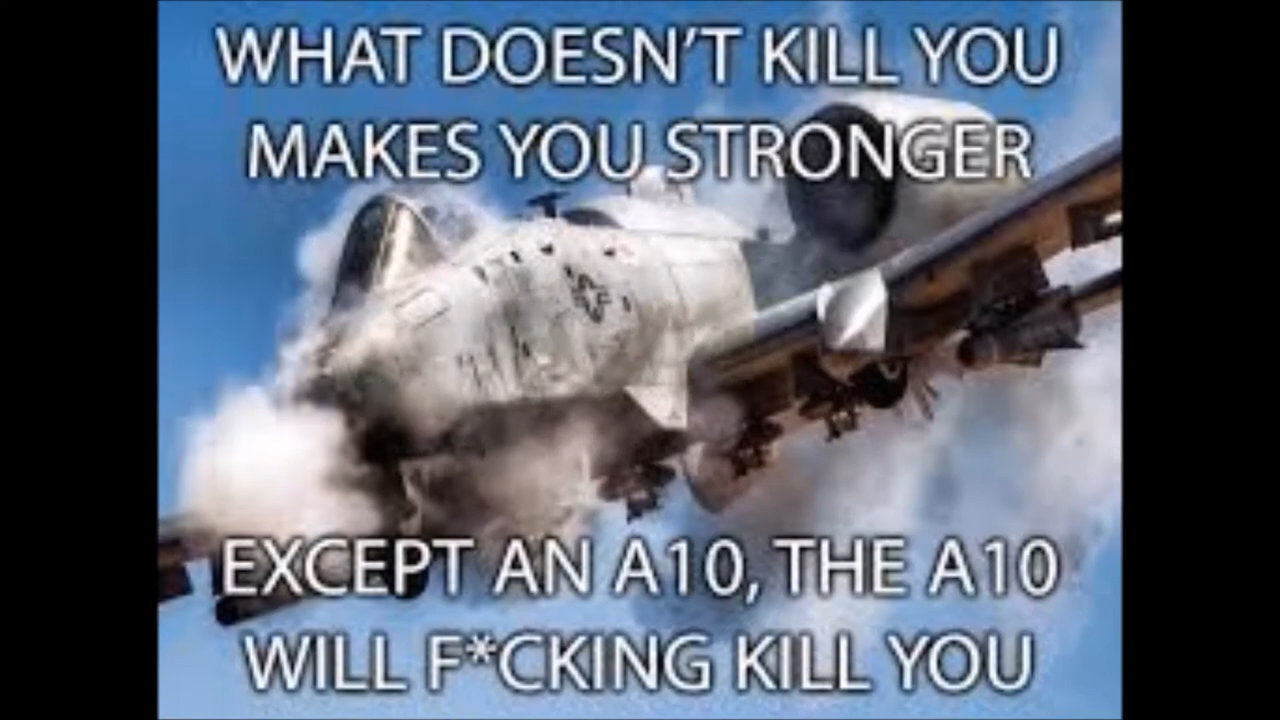 WHAT DOESN'T KILL YOU
MAKES YOU STRONGER
EXCEPT AN A10, THE A10
WILL F*CKING KILL YOU